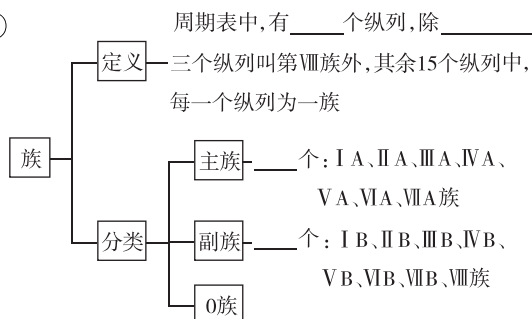 周期表中,有____个纵列,除________
定义 三个纵列叫第Ⅷ族外,其余15个纵列中,
每一个纵列为一族
族
主族 ____个:ⅠA、ⅡA、ⅢA、ⅣA、
ⅤA、ⅥA、ⅦA族
分类 副族 ____个:ⅠB、ⅡB、ⅢB、ⅣB、
ⅤB、ⅥB、ⅦB、Ⅷ族
0族